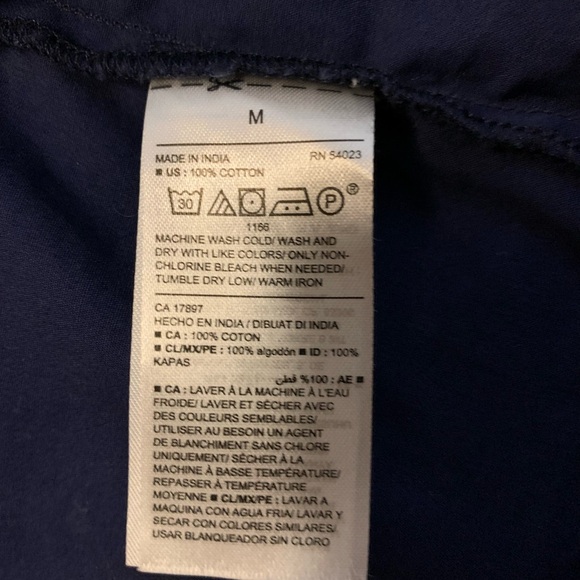 M
MADE IN INDIA RN 54023
■ US : 100% COTTON
30 P ®
1166
MACHINE WASH COLD/ WASH AND
DRY WITH LIKE COLORS/ ONLY NON-
CHLORINE BLEACH WHEN NEEDED/
TUMBLE DRY LOW/ WARM IRON
CA 17897
HECHO EN INDIA / DIBUAT DI INDIA
■ CA : 100% COTON
■ CL/MX/PE : 100% algodón ■ ID : 100%
KAPAS
■ AE : 100% قطن
■ CA : LAVER À LA MACHINE À L'EAU
FROIDE/ LAVER ET SÉCHER AVEC
DES COULEURS SEMBLABLES/
UTILISER AU BESOIN UN AGENT
DE BLANCHIMENT SANS CHLORE
UNIQUEMENT/ SÉCHER À LA
MACHINE À BASSE TEMPÉRATURE/
REPASSER À TEMPÉRATURE
MOYENNE ■ CL/MX/PE : LAVAR A
MAQUINA CON AGUA FRIA/ LAVAR Y
SECAR CON COLORES SIMILARES/
USAR BLANQUEADOR SIN CLORO